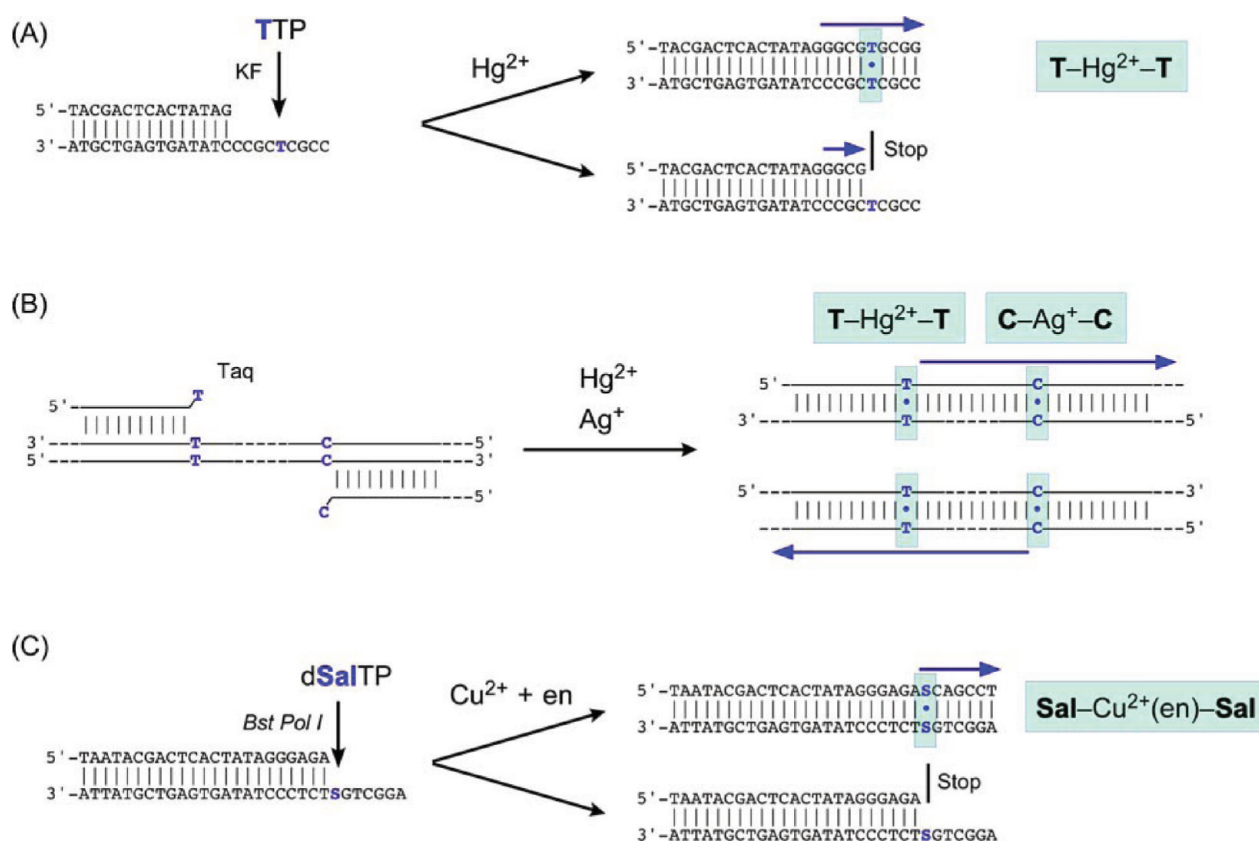 (A)
TTP
KF
5'-TACGACTCACTATAG
3'-ATGCTGAGTGATATCCCGCTCGCC
Hg2+
5'-TACGACTCACTATAGGGCGTGCGG
3'-ATGCTGAGTGATATCCCGCTCGCC
T–Hg2+–T
Stop
5'-TACGACTCACTATAGGGCG
3'-ATGCTGAGTGATATCCCGCTCGCC
(B)
Taq
T
5'
3' T C 5'
5' T C 3'
5'
C
Hg2+
Ag+
T–Hg2+–T C–Ag+–C
5' T C
3' T C 5'
5' T C 3'
T C 5'
(C)
dSalTP
Bst Pol I
5'-TAATACGACTCACTATAGGGAGA
3'-ATTATGCTGAGTGATATCCCTCTSGTCGGA
Cu2+ + en
5'-TAATACGACTCACTATAGGGAGASCAGCCT
3'-ATTATGCTGAGTGATATCCCTCTSGTCGGA
Sal–Cu2+(en)–Sal
Stop
5'-TAATACGACTCACTATAGGGAGA
3'-ATTATGCTGAGTGATATCCCTCTSGTCGGA